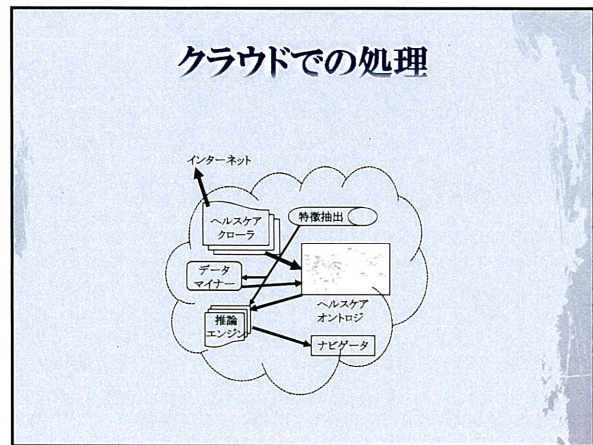 クラウドでの処理
インターネット
ヘルスケア
クローラ
特徴抽出
データ
マイナー
ヘルスケア
オントロジ
推論
エンジン
ナビゲータ